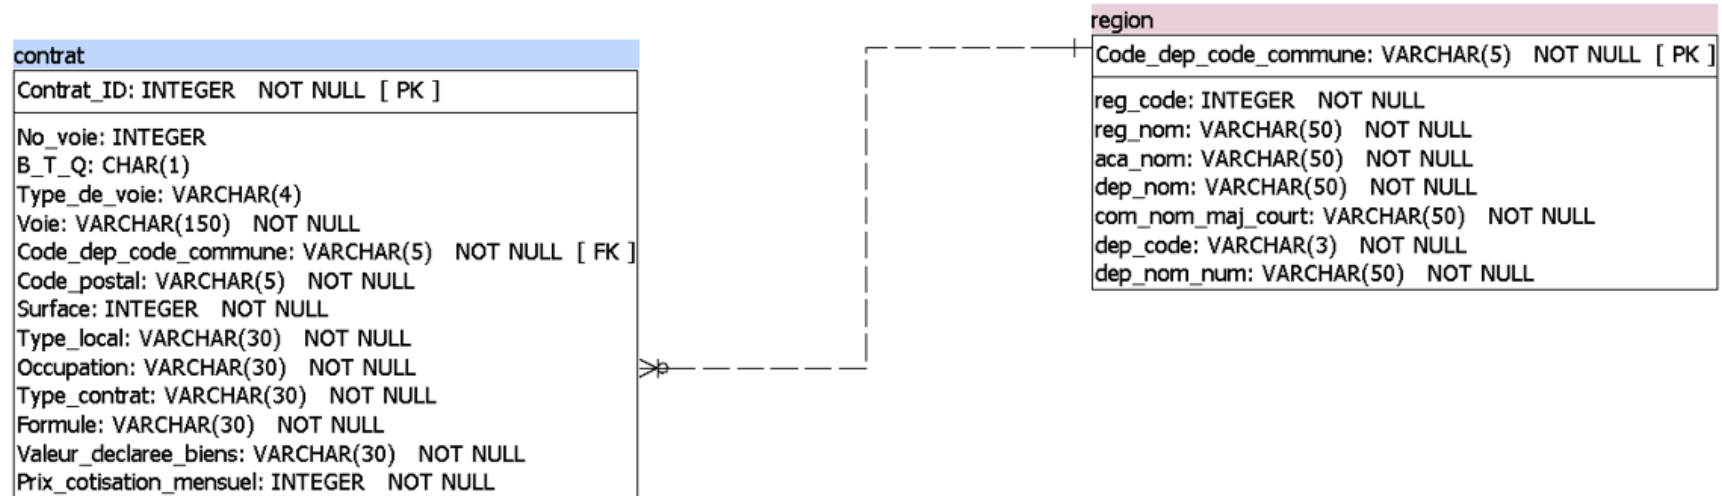 contrat
Contrat_ID: INTEGER NOT NULL [ PK ]
No_voie: INTEGER
B_T_Q: CHAR(1)
Type_de_voie: VARCHAR(4)
Voie: VARCHAR(150) NOT NULL
Code_dep_code_commune: VARCHAR(5) NOT NULL [ FK ]
Code_postal: VARCHAR(5) NOT NULL
Surface: INTEGER NOT NULL
Type_local: VARCHAR(30) NOT NULL
Occupation: VARCHAR(30) NOT NULL
Type_contrat: VARCHAR(30) NOT NULL
Formule: VARCHAR(30) NOT NULL
Valeur_declaree_biens: VARCHAR(30) NOT NULL
Prix_cotisation_mensuel: INTEGER NOT NULL
region
Code_dep_code_commune: VARCHAR(5) NOT NULL [ PK ]
reg_code: INTEGER NOT NULL
reg_nom: VARCHAR(50) NOT NULL
aca_nom: VARCHAR(50) NOT NULL
dep_nom: VARCHAR(50) NOT NULL
com_nom_maj_court: VARCHAR(50) NOT NULL
dep_code: VARCHAR(3) NOT NULL
dep_nom_num: VARCHAR(50) NOT NULL